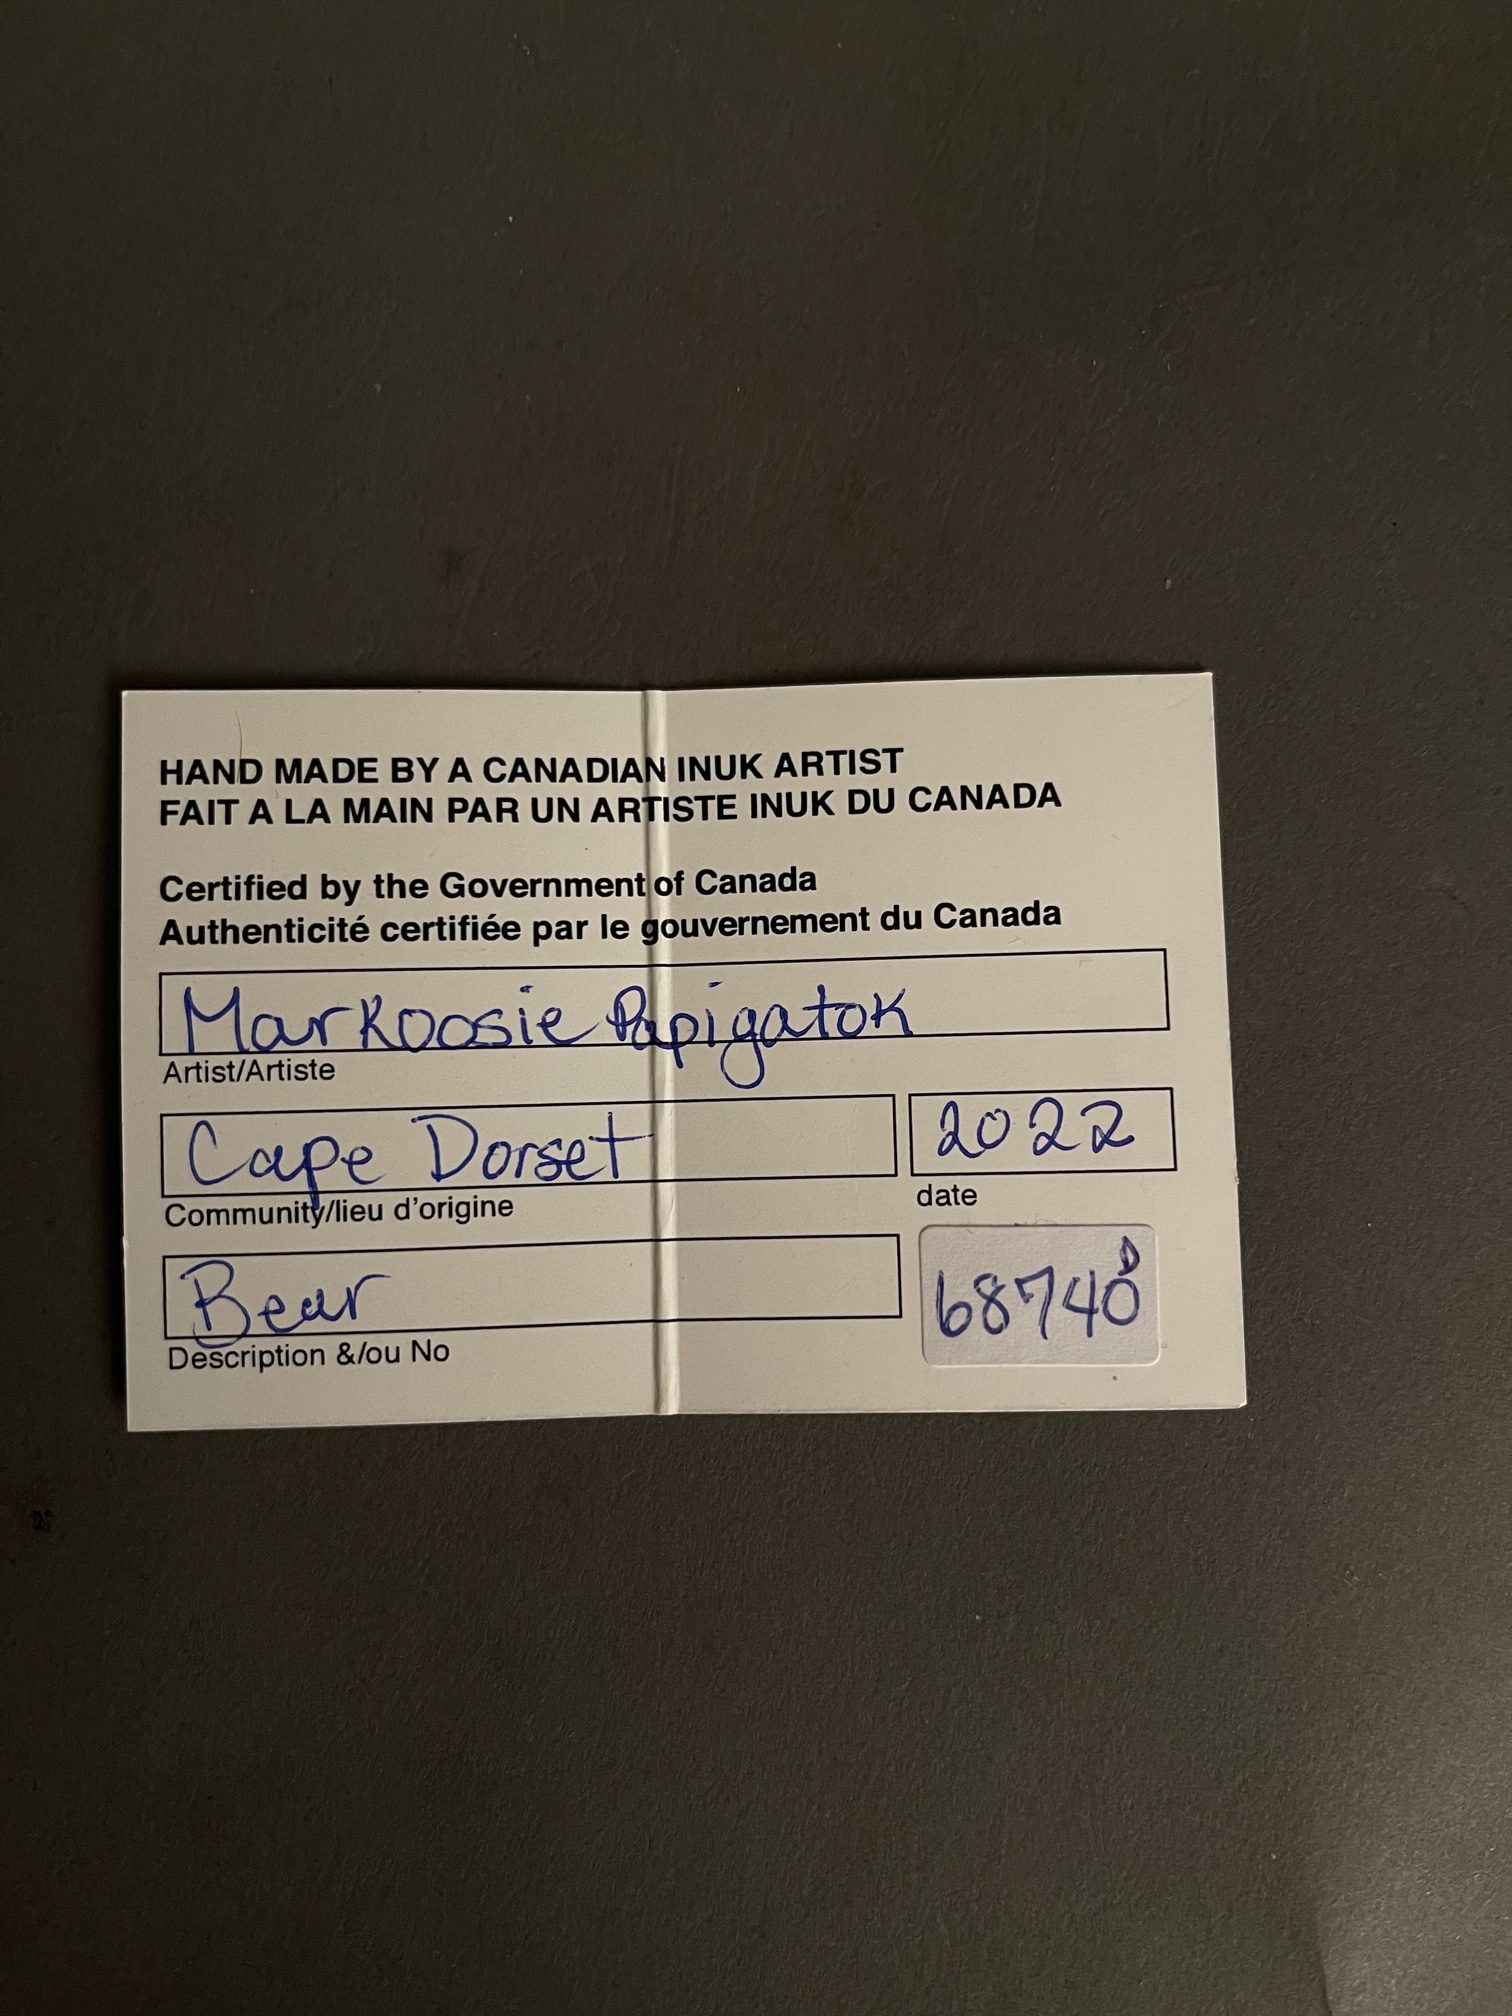 HAND MADE BY A CANADIAN INUK ARTIST
FAIT A LA MAIN PAR UN ARTISTE INUK DU CANADA
Certified by the Government of Canada
Authenticité certifiée par le gouvernement du Canada
Markoosie Papigatok
Artist/Artiste
Cape Dorset
2022
Community/lieu d'origine
date
Bear
68740
Description &/ou No